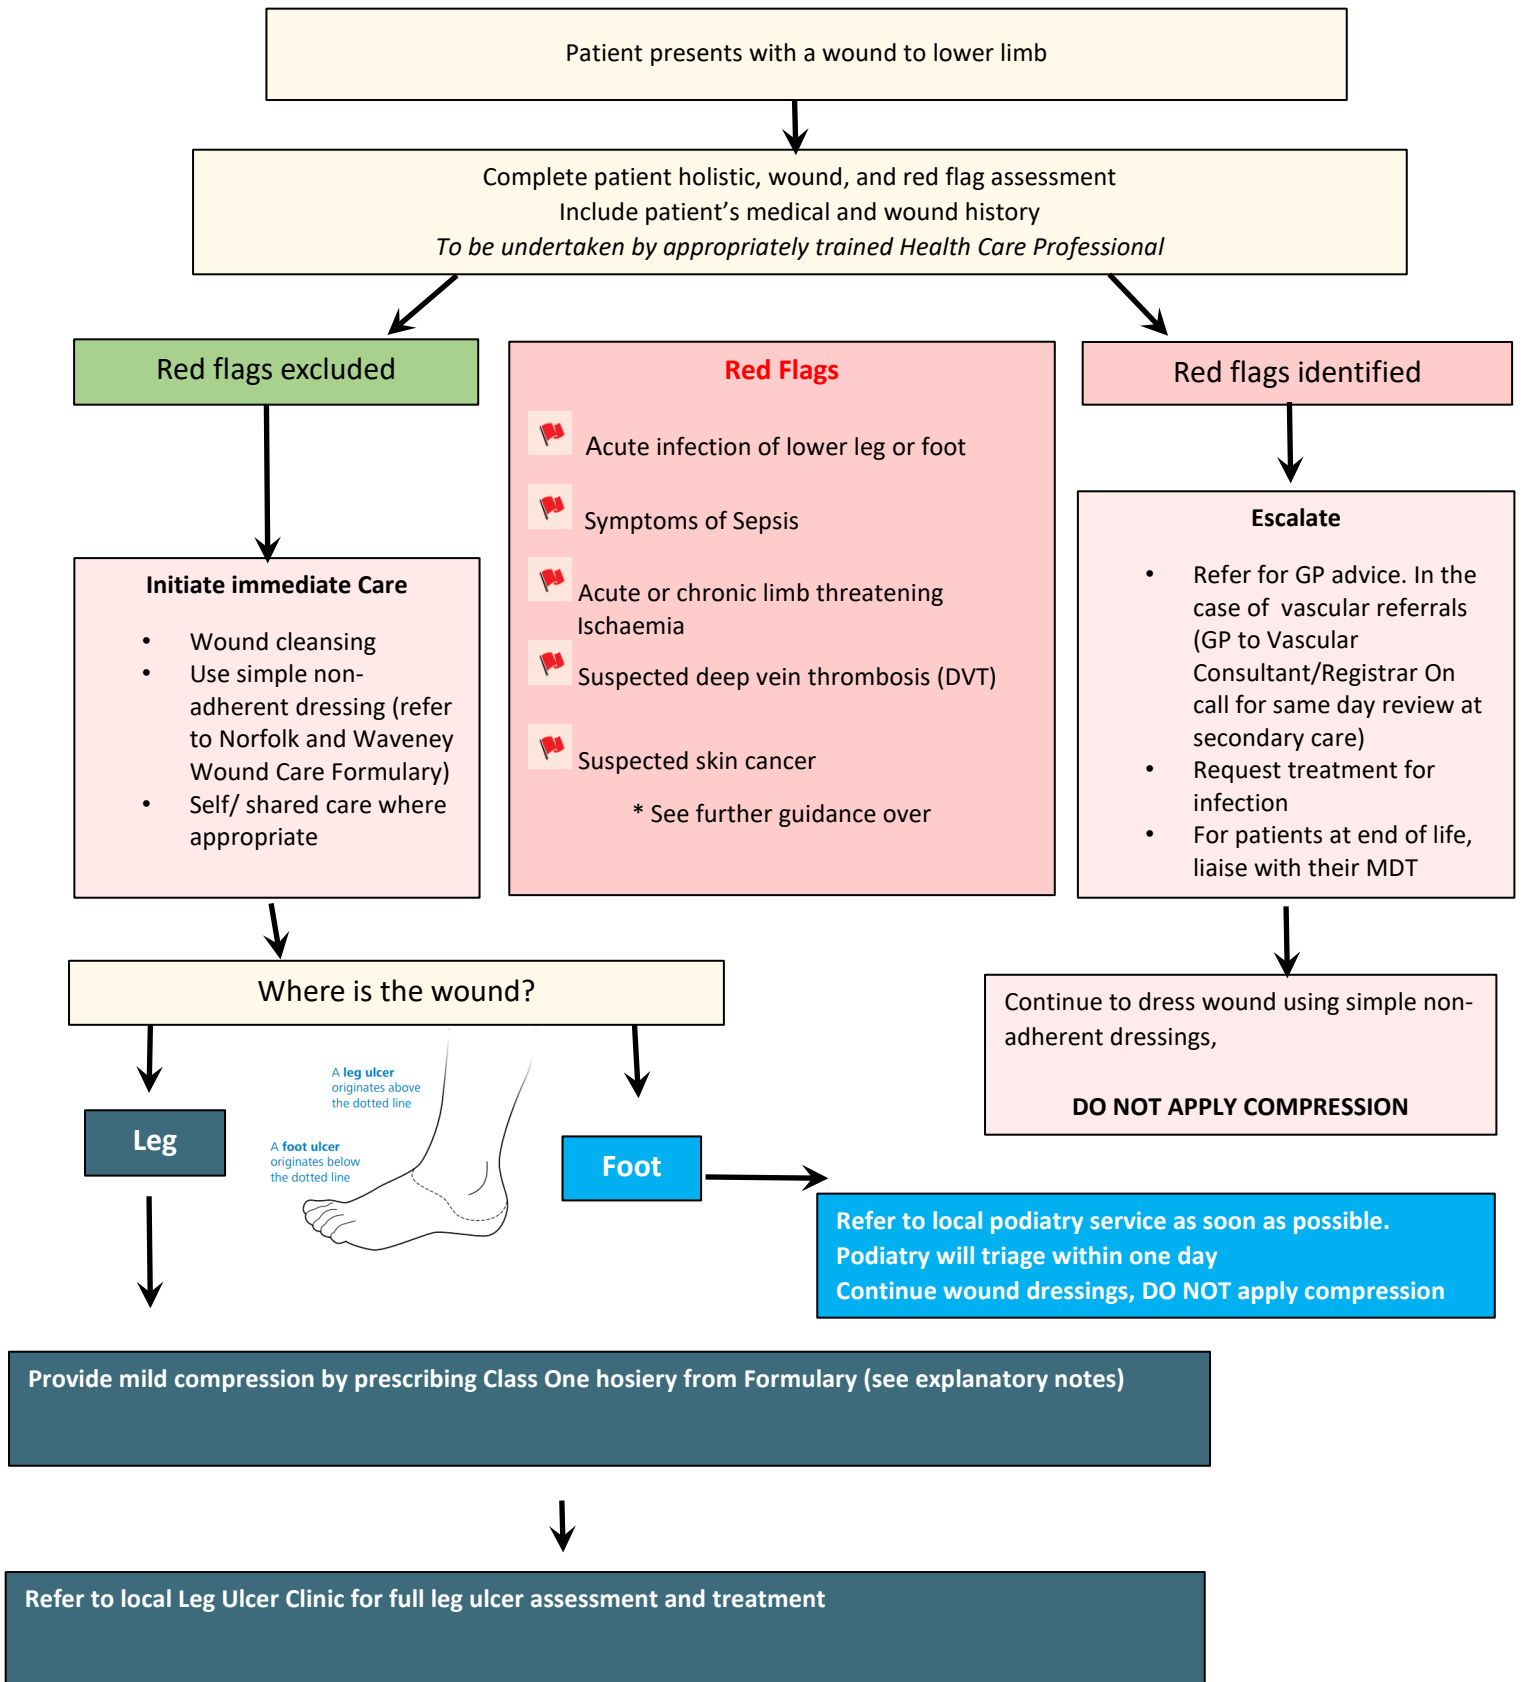 Patient presents with a wound to lower limb
Complete patient holistic, wound, and red flag assessment
Include patient’s medical and wound history
To be undertaken by appropriately trained Health Care Professional
Red flags excluded
Red Flags
Acute infection of lower leg or foot
Symptoms of Sepsis
Acute or chronic limb threatening
Ischaemia
Suspected deep vein thrombosis (DVT)
Suspected skin cancer
* See further guidance over
Red flags identified
Initiate immediate Care
• Wound cleansing
• Use simple non-
adherent dressing (refer
to Norfolk and Waveney
Wound Care Formulary)
• Self/ shared care where
appropriate
Escalate
• Refer for GP advice. In the
case of vascular referrals
(GP to Vascular
Consultant/Registrar On
call for same day review at
secondary care)
• Request treatment for
infection
• For patients at end of life,
liaise with their MDT
Where is the wound?
Continue to dress wound using simple non-
adherent dressings,
DO NOT APPLY COMPRESSION
A leg ulcer
originates above
the dotted line
A foot ulcer
originates below
the dotted line
Leg
Foot
Refer to local podiatry service as soon as possible.
Podiatry will triage within one day
Continue wound dressings, DO NOT apply compression
Provide mild compression by prescribing Class One hosiery from Formulary (see explanatory notes)
Refer to local Leg Ulcer Clinic for full leg ulcer assessment and treatment